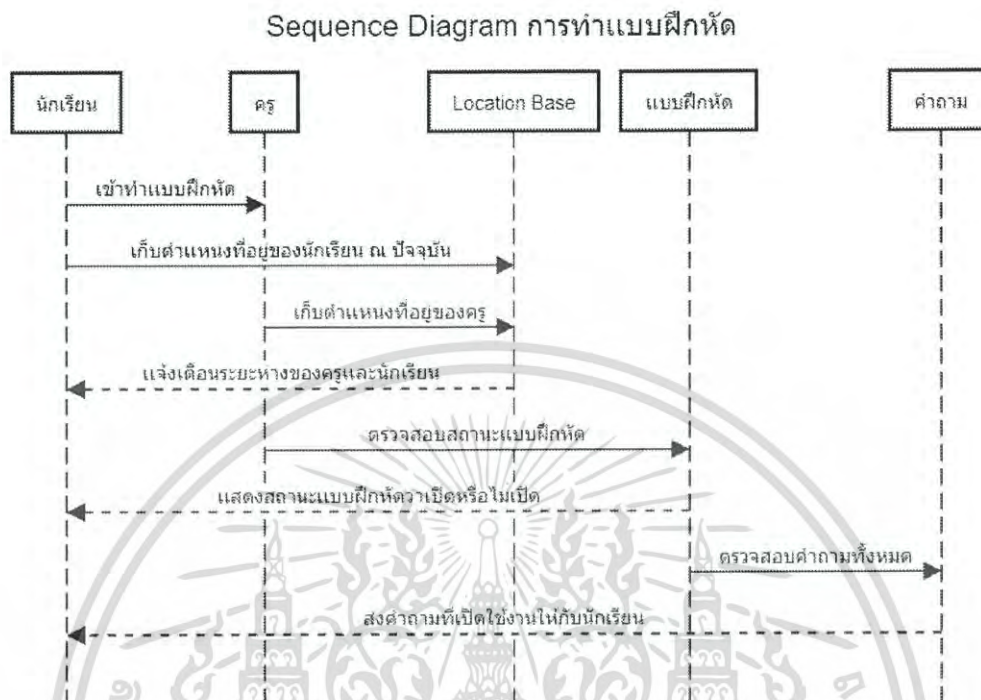 Sequence Diagram การทำแบบฝึกหัด
นักเรียน
ครู
Location Base
แบบฝึกหัด
คำถาม
เข้าทำแบบฝึกหัด
เก็บตำแหน่งที่อยู่ของนักเรียน ณ ปัจจุบัน
เก็บตำแหน่งที่อยู่ของครู
แจ้งเตือนระยะห่างของครูและนักเรียน
ตรวจสอบสถานะแบบฝึกหัด
แสดงสถานะแบบฝึกหัดว่าเปิดหรือไม่เปิด
ตรวจสอบคำถามทั้งหมด
ส่งคำถามที่เปิดใช้งานให้กับนักเรียน